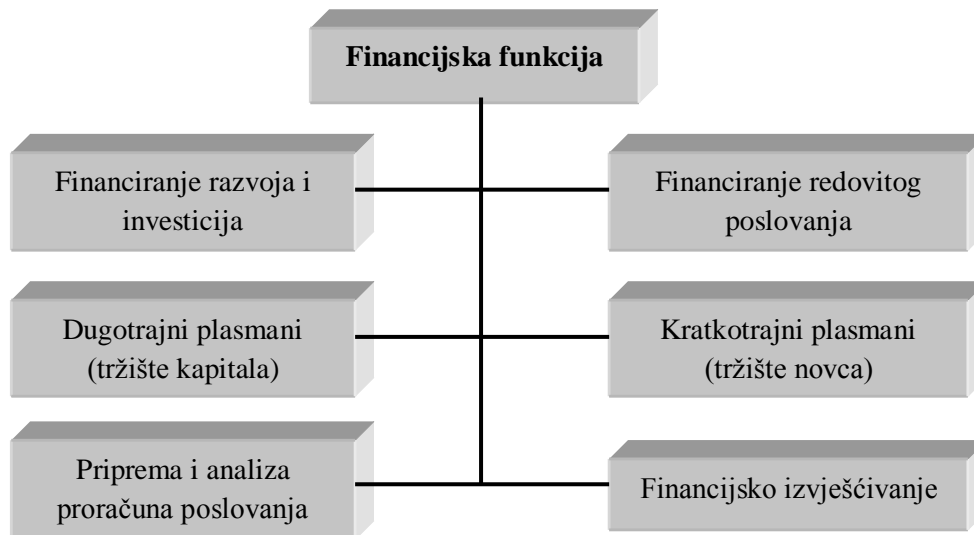 Financijska funkcija
Financiranje razvoja i
investicija
Financiranje redovitog
poslovanja
Dugotrajni plasmani
(tržište kapitala)
Kratkotrajni plasmani
(tržište novca)
Priprema i analiza
proračuna poslovanja
Financijsko izvješćivanje